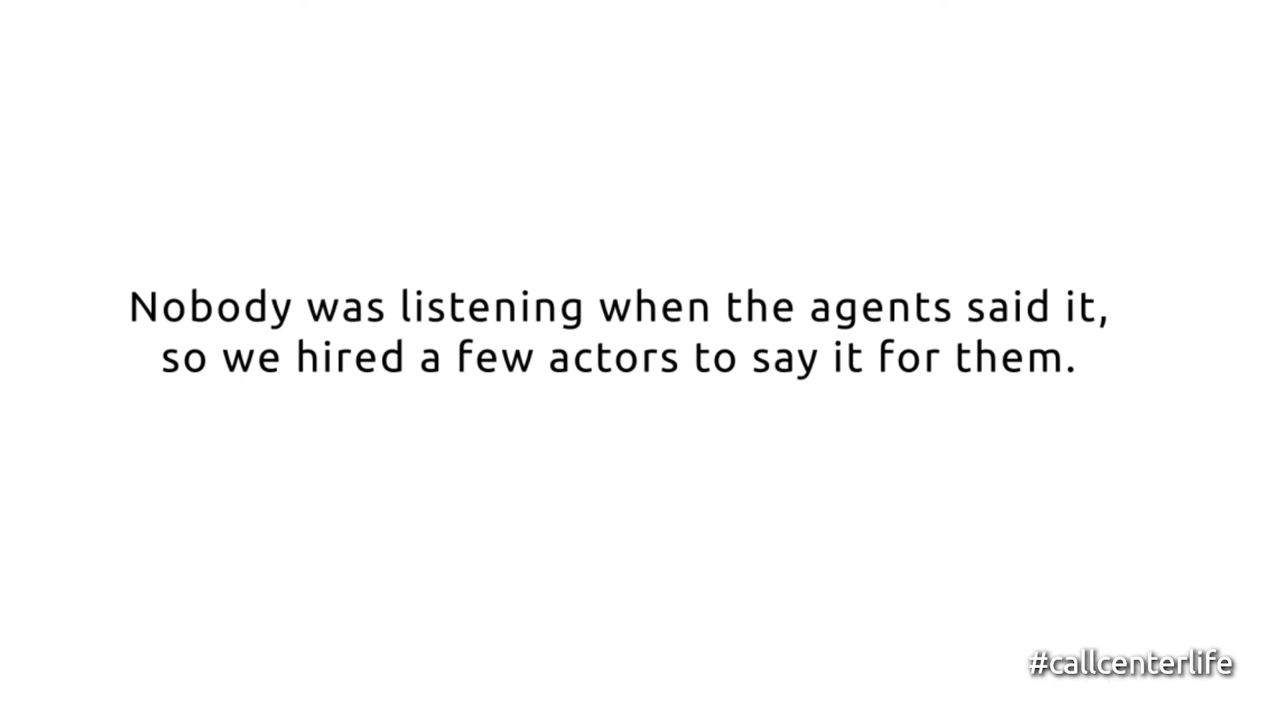 Nobody was listening when the agents said it,
so we hired a few actors to say it for them.
#callcenterlife